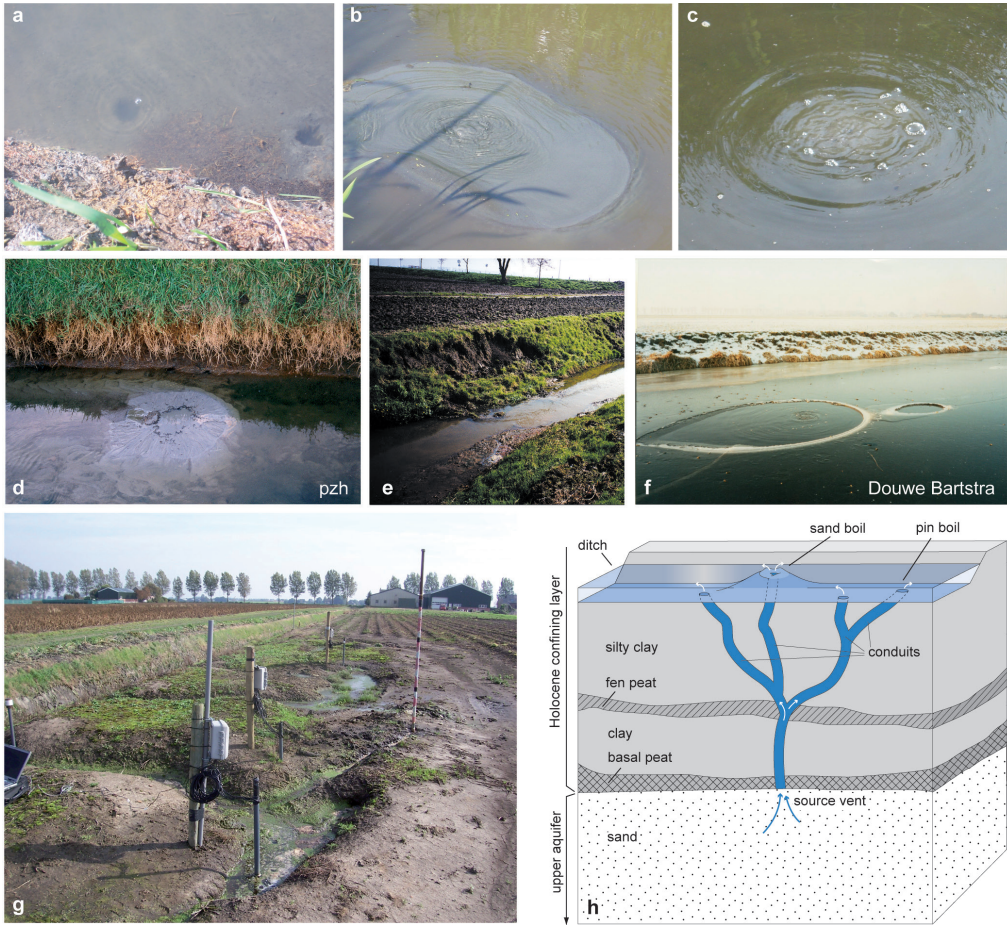 a
b
c
d
pzh
e
f
Douwe Bartstra
g
sand boil
pin boil
ditch
Holocene confining layer
silty clay
conduits
fen peat
clay
basal peat
source vent
upper aquifer
sand
h